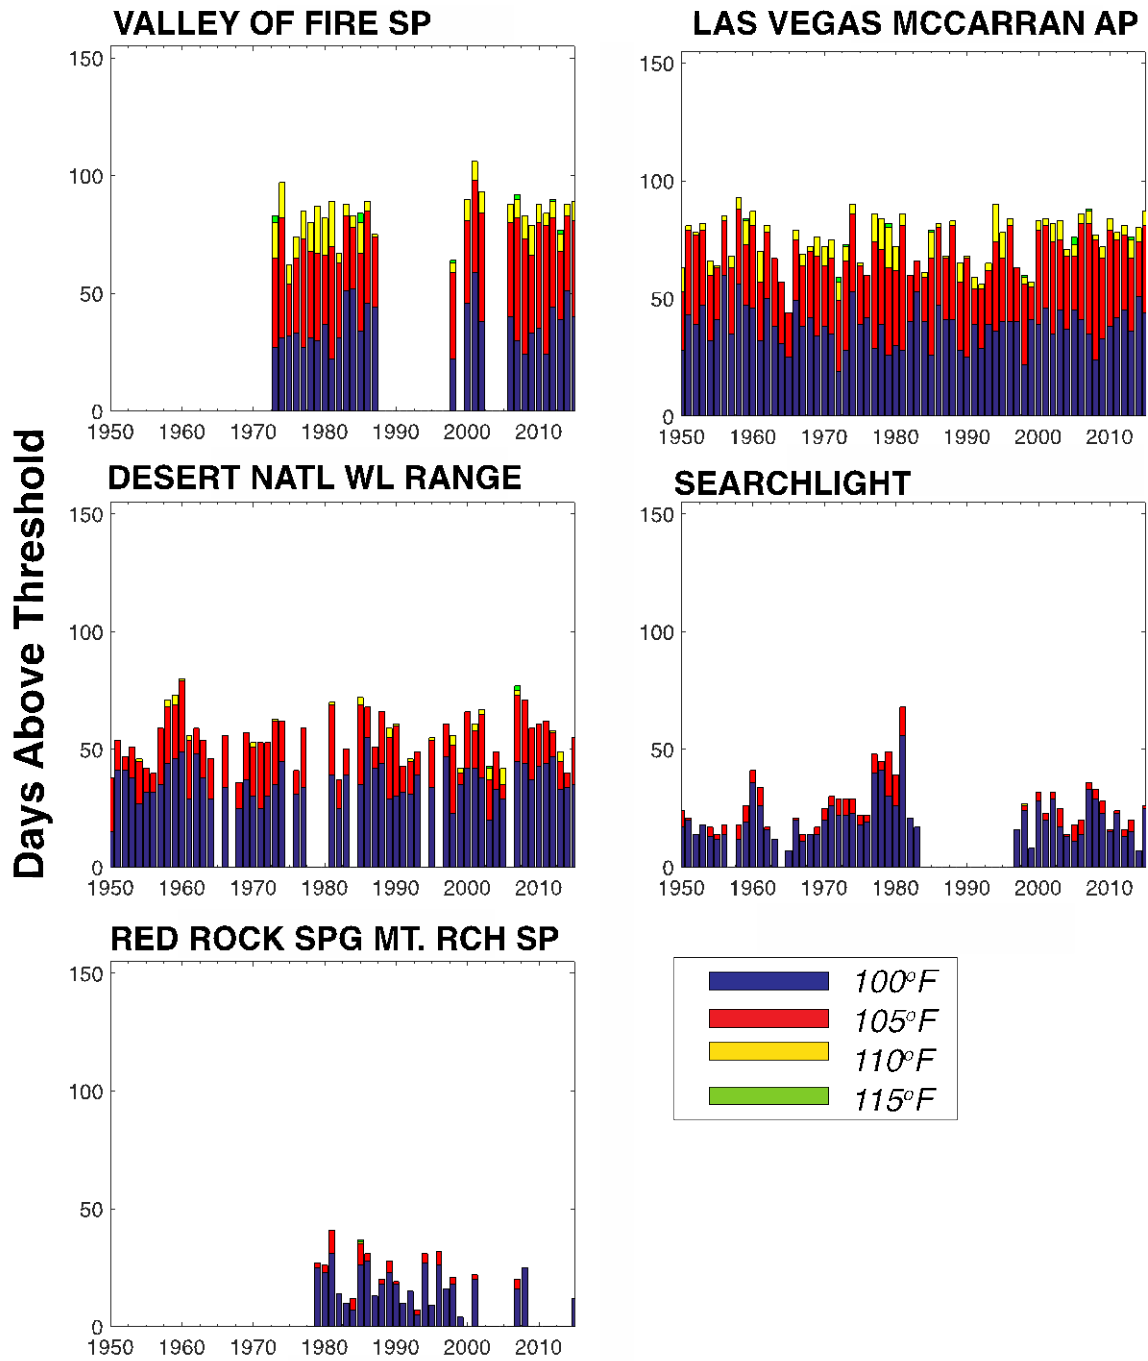 VALLEY OF FIRE SP
150
100
50
0
1950 1960 1970 1980 1990 2000 2010
LAS VEGAS MCCARRAN AP
150
100
50
0
1950 1960 1970 1980 1990 2000 2010
Days Above Threshold
DESERT NATL WL RANGE
150
100
50
0
1950 1960 1970 1980 1990 2000 2010
SEARCHLIGHT
150
100
50
0
1950 1960 1970 1980 1990 2000 2010
RED ROCK SPG MT. RCH SP
150
100
50
0
1950 1960 1970 1980 1990 2000 2010
100°F
105°F
110°F
115°F